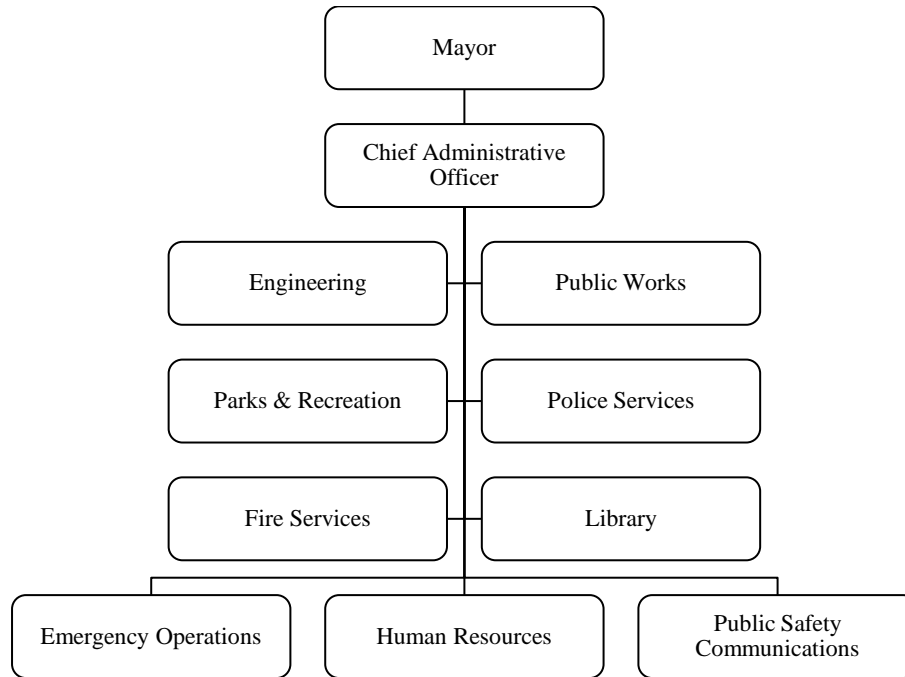 Mayor
Chief Administrative
Officer
Engineering
Public Works
Parks & Recreation
Police Services
Fire Services
Library
Emergency Operations
Human Resources
Public Safety
Communications